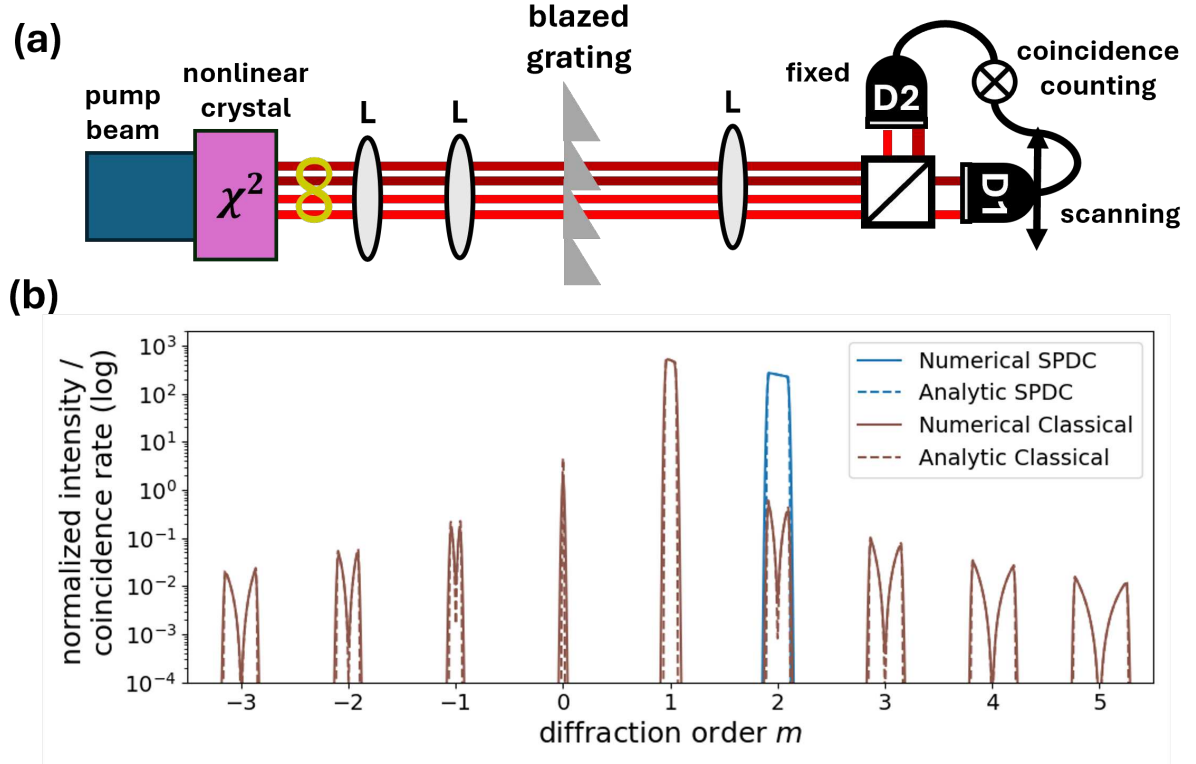 (a)
blazed
grating
pump
beam
nonlinear
crystal
χ²
L
L
L
fixed
D2
coincidence
counting
D1
scanning
(b)
normalized intensity /
coincidence rate (log)
10³
10²
10¹
10⁰
10⁻¹
10⁻²
10⁻³
10⁻⁴
Numerical SPDC
Analytic SPDC
Numerical Classical
Analytic Classical
−3 −2 −1 0 1 2 3 4 5
diffraction order m